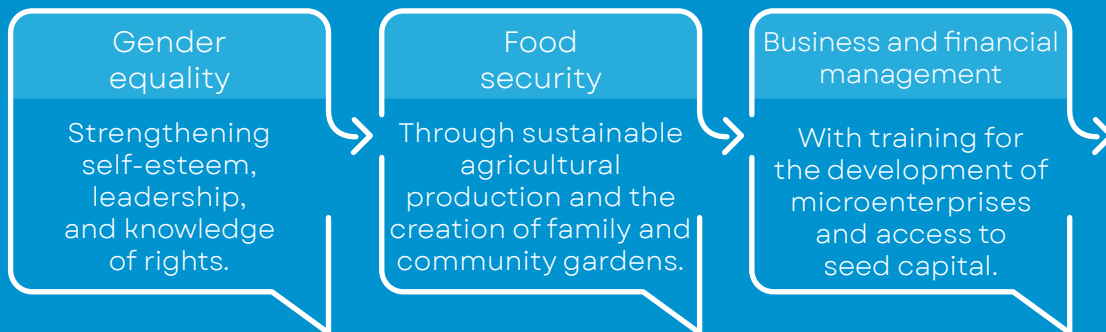 Gender
equality
Strengthening
self-esteem,
leadership,
and knowledge
of rights.
Food
security
Through sustainable
agricultural
production and the
creation of family and
community gardens.
Business and financial
management
With training for
the development of
microenterprises
and access to
seed capital.